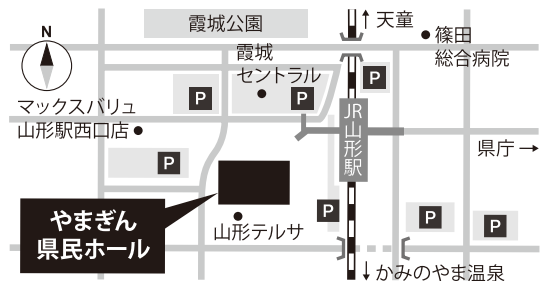 霞城公園
天童
篠田
総合病院
N
霞城
セントラル
P
P
P
マックスバリュ
山形駅西口店
JR山形駅
県庁
P
やまぎん
県民ホール
山形テルサ
P
P
P
かみのやま温泉